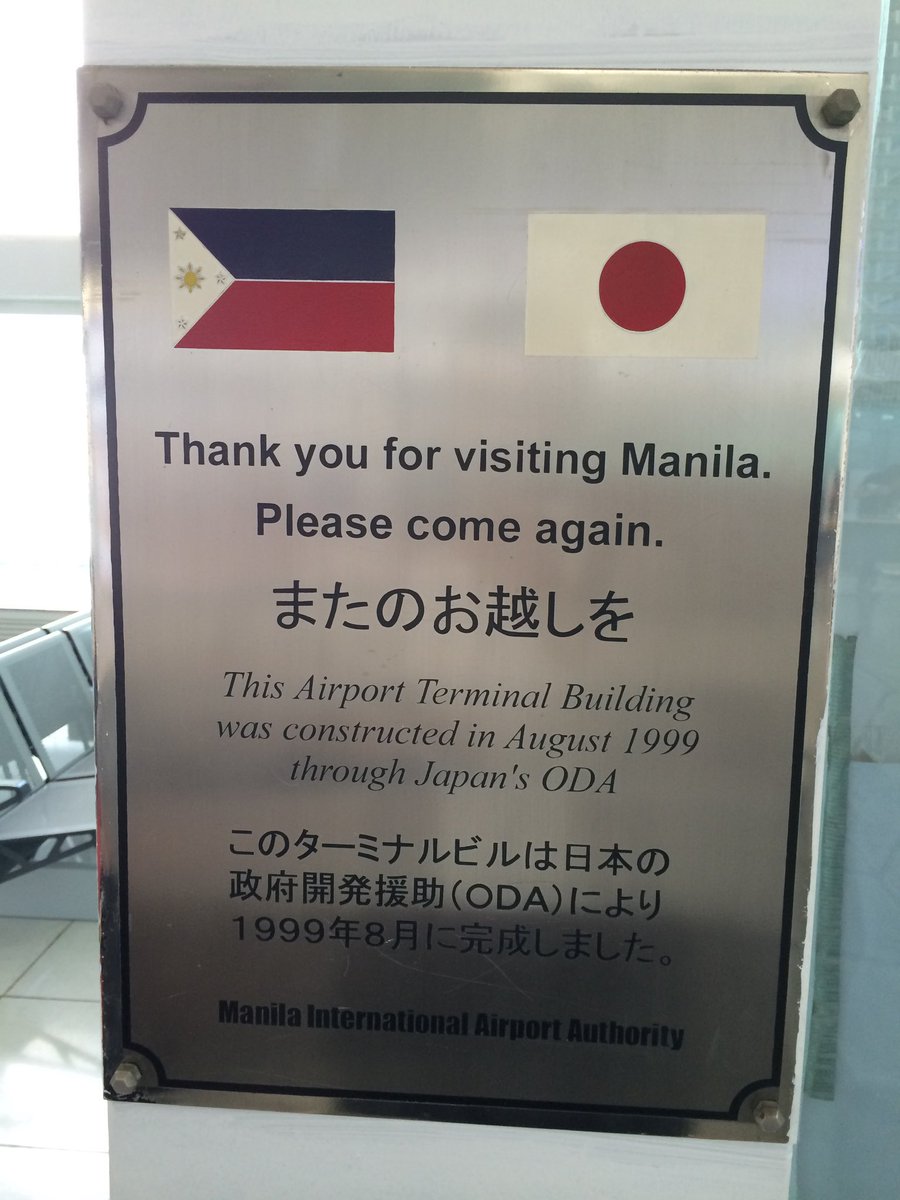 Thank you for visiting Manila.
Please come again.
またのお越しを
This Airport Terminal Building
was constructed in August 1999
through Japan's ODA
このターミナルビルは日本の
政府開発援助(ODA)により
1999年8月に完成しました。
Manila International Airport Authority